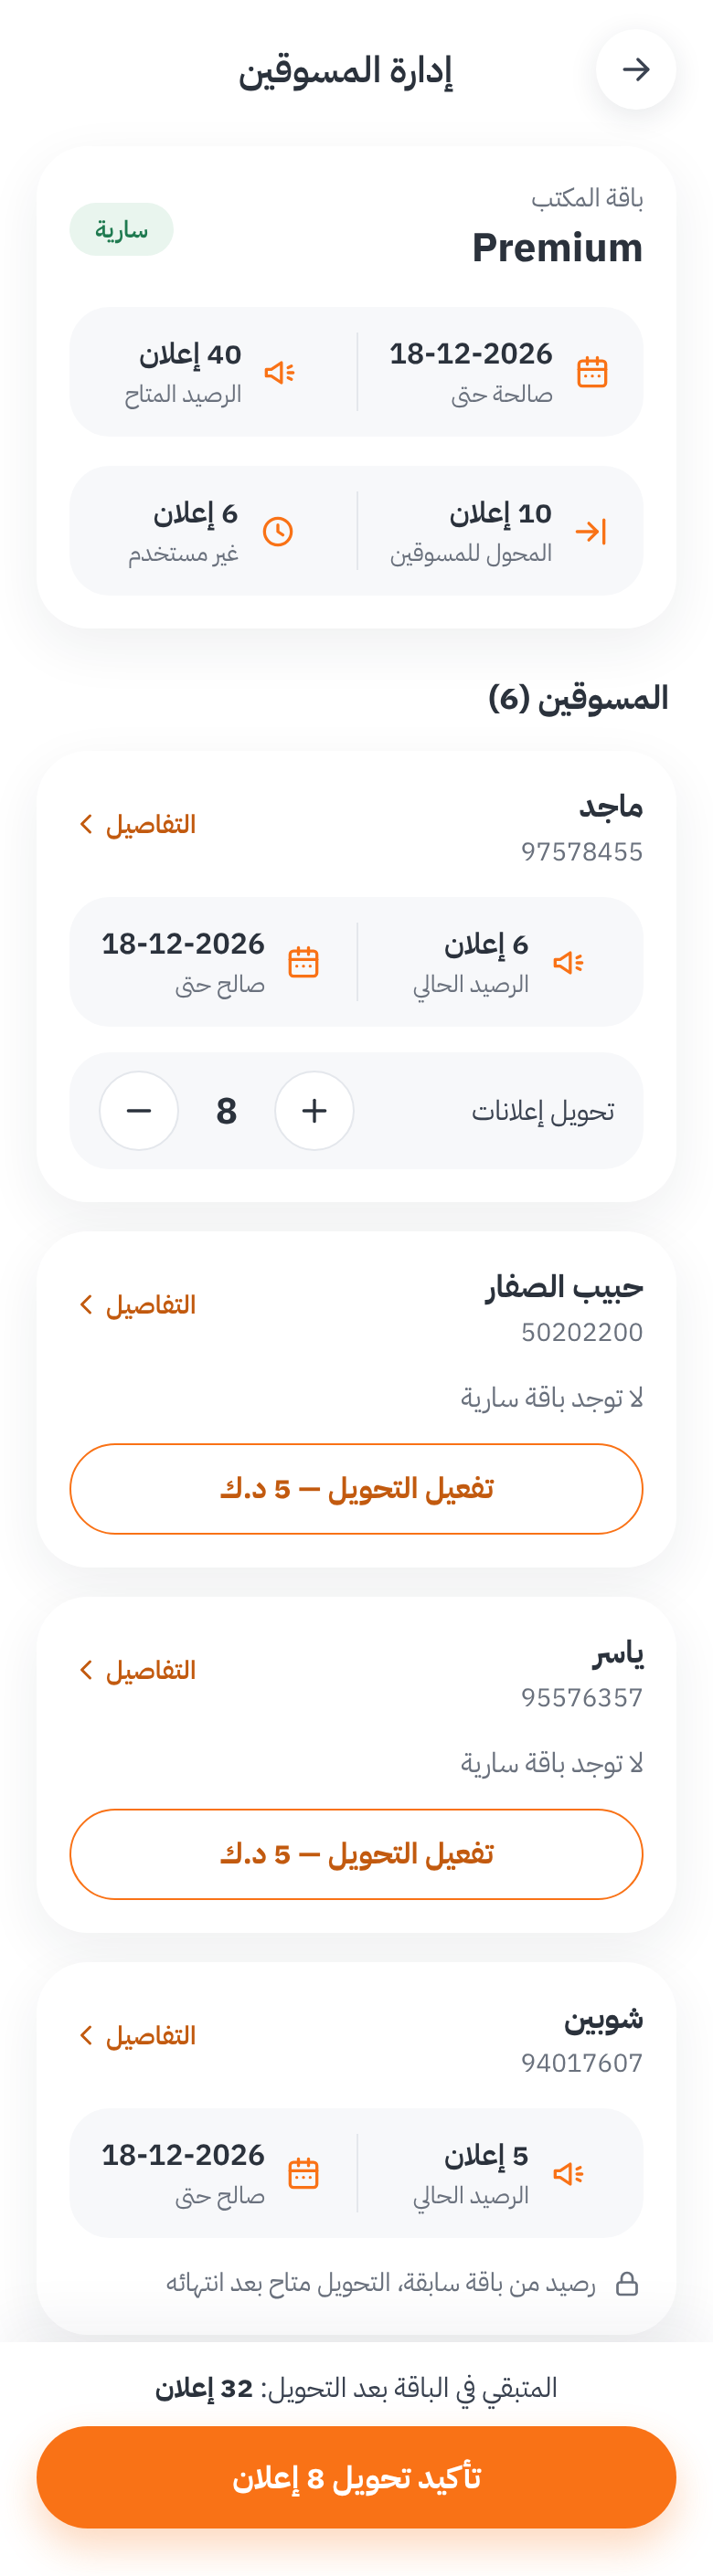 إدارة المسوقين
باقة المكتب
Premium
سارية
18-12-2026
صالحة حتى
40 إعلان
الرصيد المتاح
10 إعلان
المحول للمسوقين
6 إعلان
غير مستخدم
المسوقين (6)
ماجد
97578455
التفاصيل
6 إعلان
الرصيد الحالي
18-12-2026
صالح حتى
تحويل إعلانات
8
حبيب الصفار
50202200
التفاصيل
لا توجد باقة سارية
تفعيل التحويل — 5 د.ك
ياسر
95576357
التفاصيل
لا توجد باقة سارية
تفعيل التحويل — 5 د.ك
شوبين
94017607
التفاصيل
5 إعلان
الرصيد الحالي
18-12-2026
صالح حتى
رصيد من باقة سابقة، التحويل متاح بعد انتهائه
المتبقي في الباقة بعد التحويل: 32 إعلان
تأكيد تحويل 8 إعلان